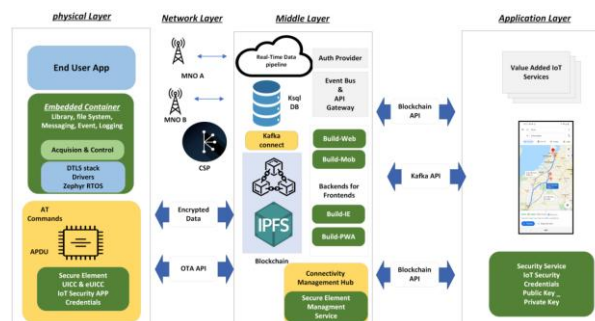 physical Layer
Network Layer
Middle Layer
Application Layer
End User App
Embedded Container
Library, file System,
Messaging, Event, Logging
Acquision & Control
DTLS stack
Drivers
Zephyr RTOS
AT
Commands
APDU
Secure Element
UICC & eUICC
IoT Security APP
Credentials
MNO A
MNO B
CSP
Encrypted
Data
OTA API
Real-Time Data
pipeline
Auth Provider
Ksql
DB
Event Bus
&
API
Gateway
Kafka
connect
Build-Web
Build-Mob
Backends for
Frontends
IPFS
Build-IE
Build-PWA
Blockchain
Connectivity
Management Hub
Secure Element
Managment
Service
Blockchain
API
Kafka API
Blockchain
API
Value Added IoT
Services
Security Service
IoT Security
Credentials
Public Key
Private Key